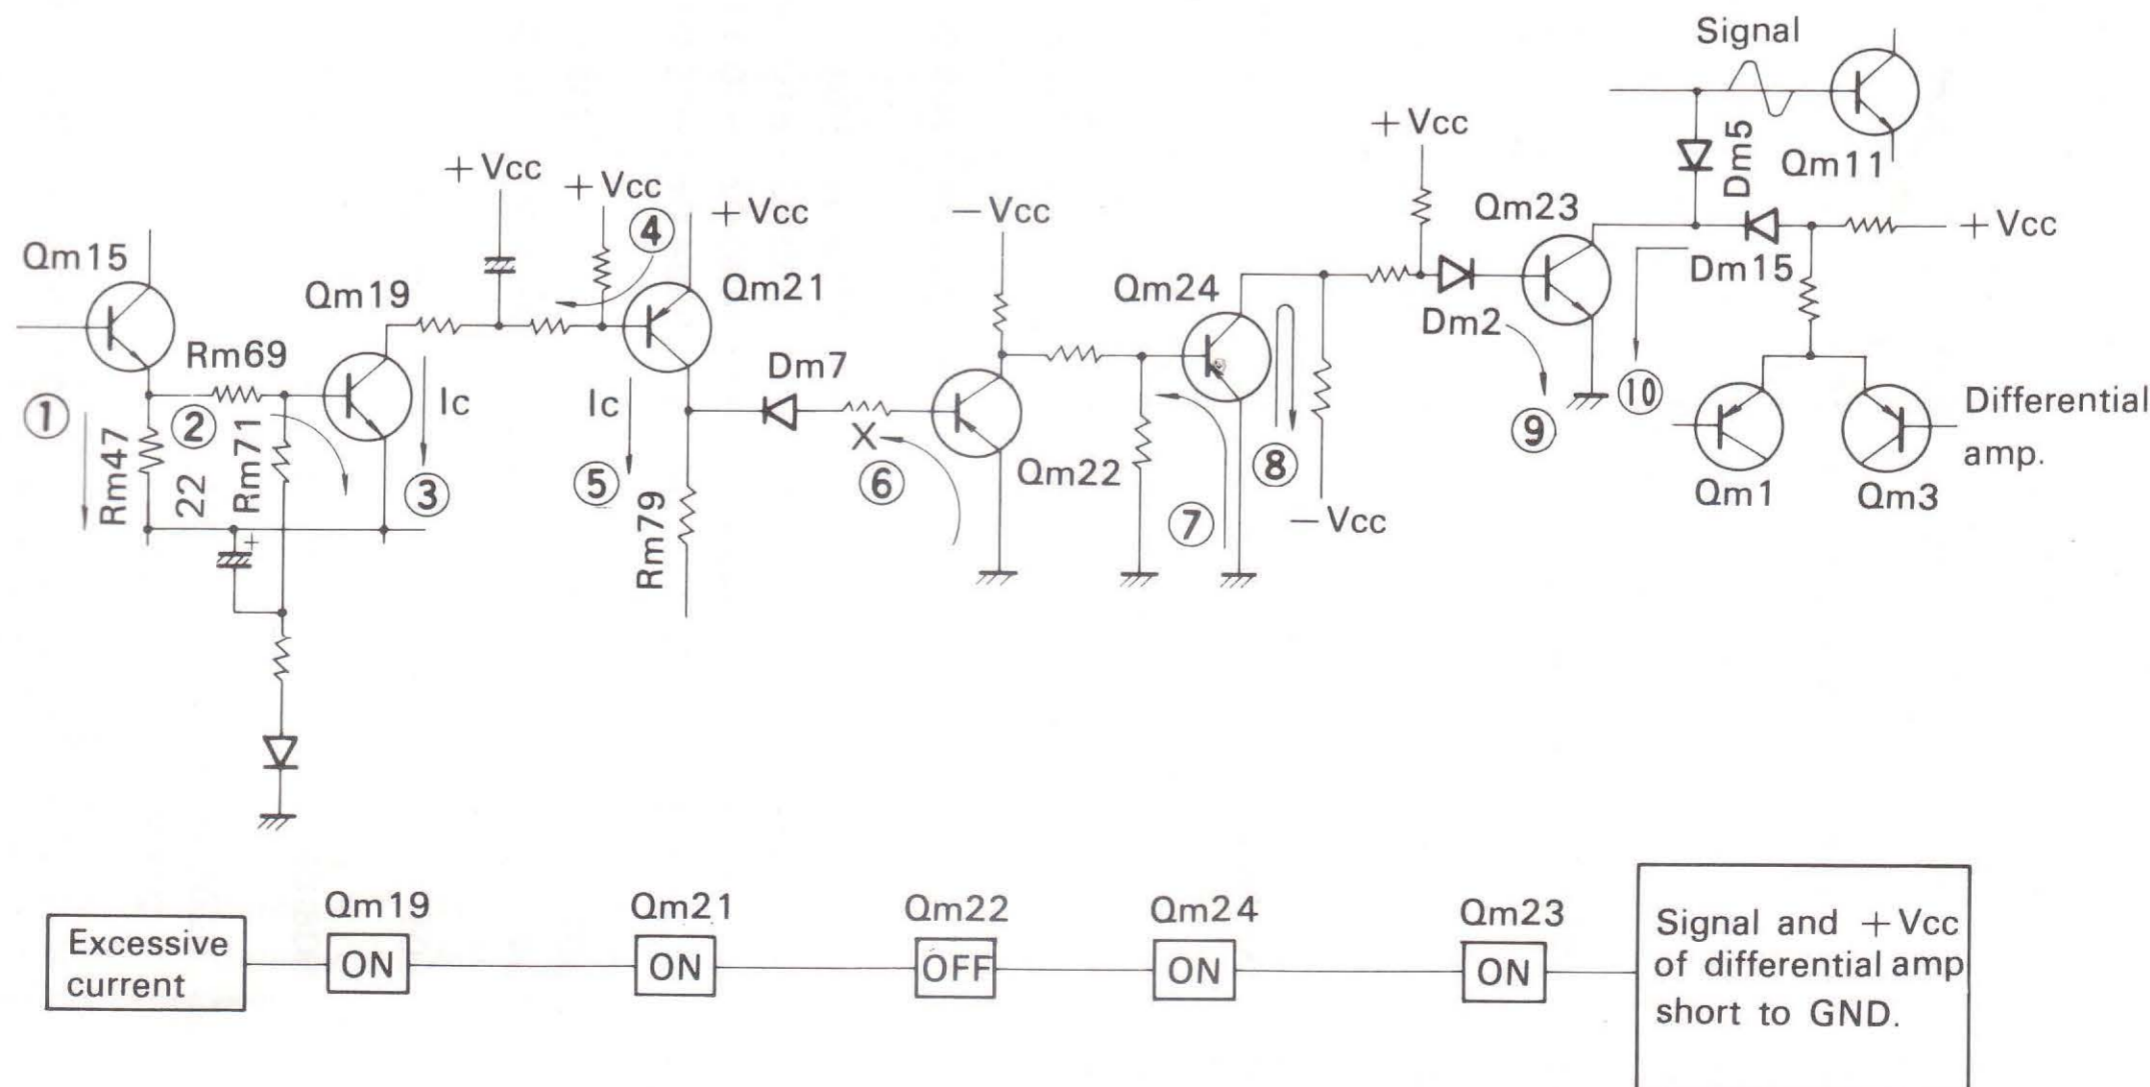 Signal
Qm11
Dm5
+Vcc
Qm23
+Vcc
Dm15
Dm2
⑨
⑩
Qm1
Qm3
Differential
amp.
+Vcc
+Vcc
④
+Vcc
-Vcc
Qm15
Qm19
Qm21
Qm24
Rm69
Dm7
①
②
Ic
Ic
Rm47
22
Rm71
③
⑤
X
⑥
Qm22
⑦
⑧
-Vcc
Rm79
+
Excessive
current
Qm19
ON
Qm21
ON
Qm22
OFF
Qm24
ON
Qm23
ON
Signal and +Vcc
of differential amp
short to GND.